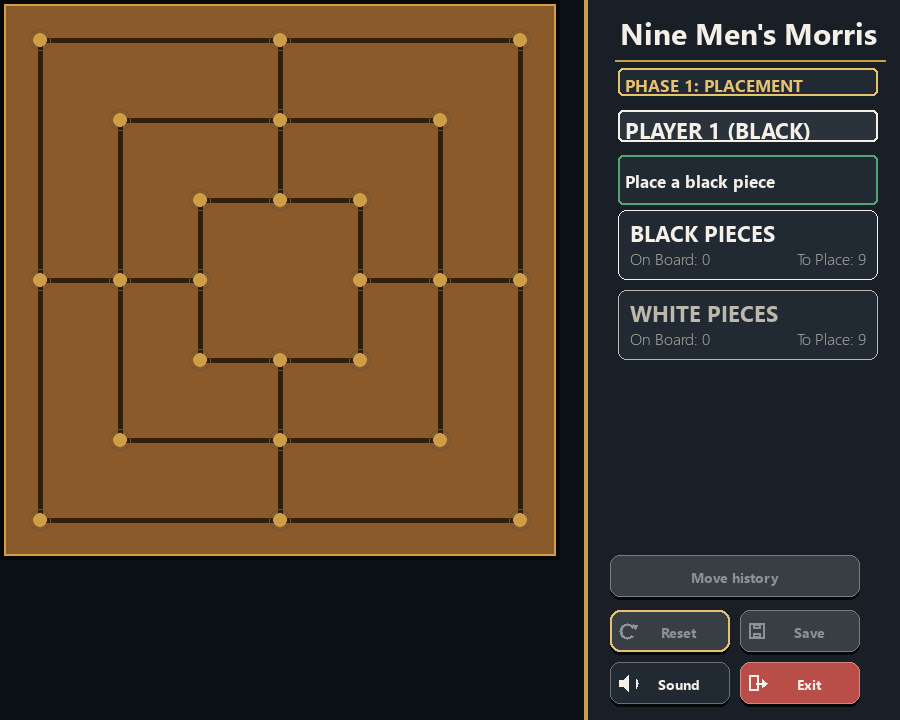 Nine Men's Morris
PHASE 1: PLACEMENT
PLAYER 1 (BLACK)
Place a black piece
BLACK PIECES
On Board: 0 To Place: 9
WHITE PIECES
On Board: 0 To Place: 9
Move history
Reset Save
Sound Exit